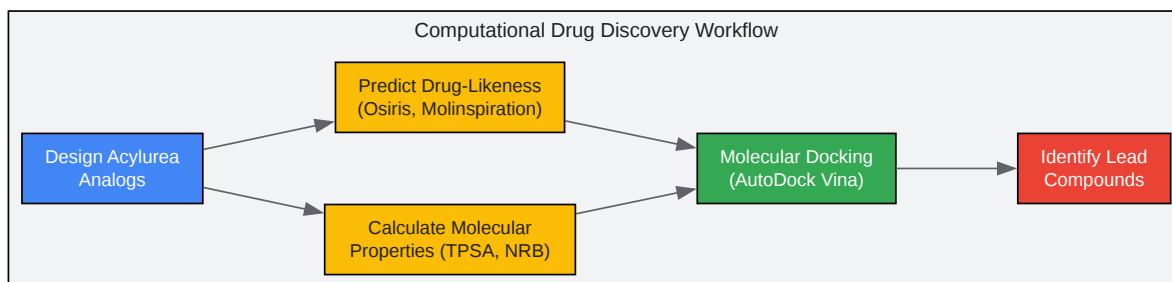 Computational Drug Discovery Workflow
Predict Drug-Likeness
(Osiris, Molinspiration)
Design Acylurea
Analogs
Molecular Docking
(AutoDock Vina)
Identify Lead
Compounds
Calculate Molecular
Properties (TPSA, NRB)